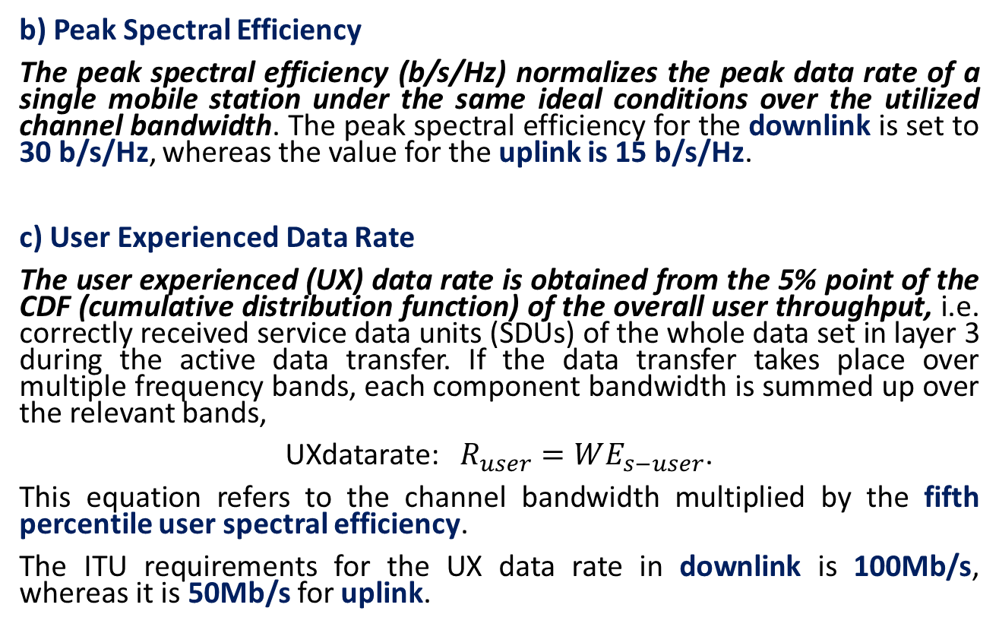 b) Peak Spectral Efficiency
The peak spectral efficiency (b/s/Hz) normalizes the peak data rate of a
single mobile station under the same ideal conditions over the utilized
channel bandwidth. The peak spectral efficiency for the downlink is set to
30 b/s/Hz, whereas the value for the uplink is 15 b/s/Hz.
c) User Experienced Data Rate
The user experienced (UX) data rate is obtained from the 5% point of the
CDF (cumulative distribution function) of the overall user throughput, i.e.
correctly received service data units (SDUs) of the whole data set in layer 3
during the active data transfer. If the data transfer takes place over
multiple frequency bands, each component bandwidth is summed up over
the relevant bands,
UXdatarate: R_{user} = WE_{s-user}.
This equation refers to the channel bandwidth multiplied by the fifth
percentile user spectral efficiency.
The ITU requirements for the UX data rate in downlink is 100Mb/s,
whereas it is 50Mb/s for uplink.